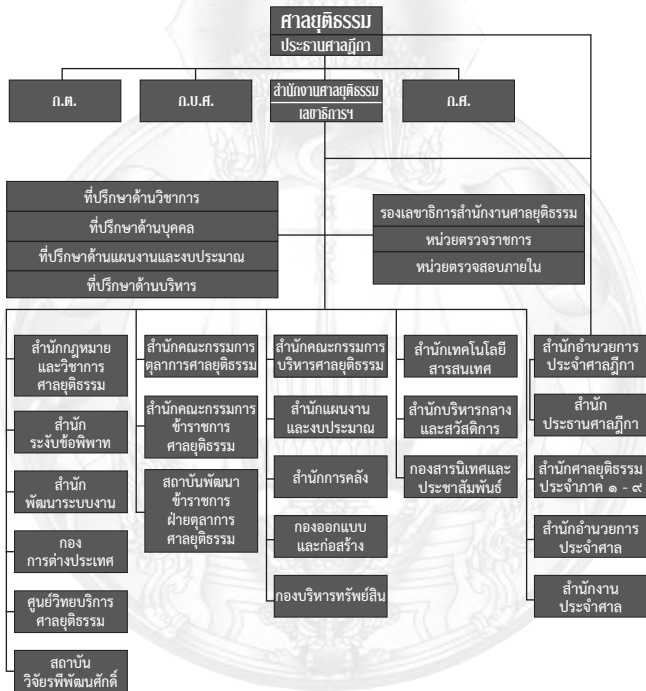 ศาลยุติธรรม
ประธานศาลฎีกา
ก.ต.
ก.บ.ศ.
สำนักงานศาลยุติธรรม
เลขาธิการฯ
ก.ศ.
ที่ปรึกษาด้านวิชาการ
ที่ปรึกษาด้านบุคคล
ที่ปรึกษาด้านแผนงานและงบประมาณ
ที่ปรึกษาด้านบริหาร
รองเลขาธิการสำนักงานศาลยุติธรรม
หน่วยตรวจราชการ
หน่วยตรวจสอบภายใน
สำนักกฎหมาย
และวิชาการ
ศาลยุติธรรม
สำนัก
ระงับข้อพิพาท
สำนัก
พัฒนาระบบงาน
กอง
การต่างประเทศ
ศูนย์วิทยบริการ
ศาลยุติธรรม
สถาบัน
วิจัยรพีพัฒนศักดิ์
สำนักคณะกรรมการ
ตุลาการศาลยุติธรรม
สำนักคณะกรรมการ
ข้าราชการ
ศาลยุติธรรม
สถาบันพัฒนา
ข้าราชการ
ฝ่ายตุลาการ
ศาลยุติธรรม
สำนักคณะกรรมการ
บริหารศาลยุติธรรม
สำนักแผนงาน
และงบประมาณ
สำนักการคลัง
กองออกแบบ
และก่อสร้าง
กองบริหารทรัพย์สิน
สำนักเทคโนโลยี
สารสนเทศ
สำนักบริหารกลาง
และสวัสดิการ
กองสารนิเทศและ
ประชาสัมพันธ์
สำนักอำนวยการ
ประจำศาลฎีกา
สำนัก
ประธานศาลฎีกา
สำนักศาลยุติธรรม
ประจำภาค ๑ - ๙
สำนักอำนวยการ
ประจำศาล
สำนักงาน
ประจำศาล